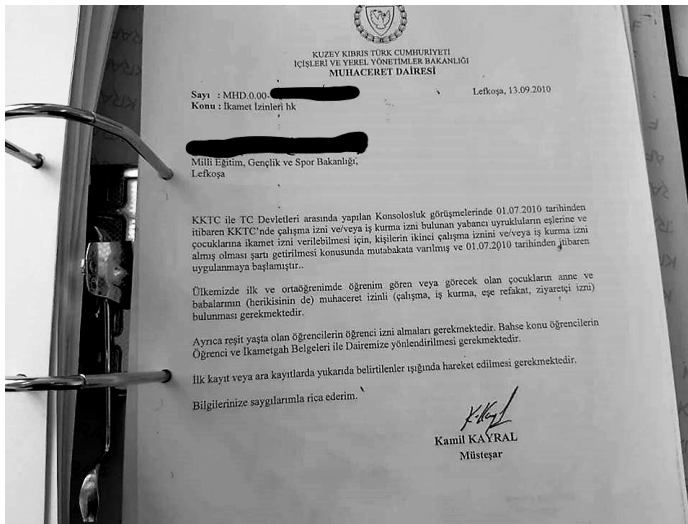 KUZEY KIBRIS TÜRK CUMHURİYETİ
İÇİŞLERİ VE YEREL YÖNETİMLER BAKANLIĞI
MUHACERET DAİRESİ
Sayı : MHD.0.00-
Lefkoşa, 13.09.2010
Konu : İkamet İzinleri hk
Milli Eğitim, Gençlik ve Spor Bakanlığı,
Lefkoşa
KKTC ile TC Devletleri arasında yapılan Konsolosluk görüşmelerinde 01.07.2010 tarihinden
itibaren KKTC'nde çalışma izni ve/veya iş kurma izni bulunan yabancı uyrukluların eşlerine ve
çocuklarına ikamet izni verilebilmesi için, kişilerin ikinci çalışma iznini ve/veya iş kurma izni
almış olması şartı getirilmesi konusunda mutabakata varılmış ve 01.07.2010 tarihinden itibaren
uygulanmaya başlamıştır..
Ülkemizde ilk ve ortaöğrenimde öğrenim gören veya görecek olan çocukların anne ve
babalarının (herikisinin de) muhaceret izinli (çalışma, iş kurma, eşe refakat, ziyaretçi izni)
bulunması gerekmektedir.
Ayrıca reşit yaşta olan öğrencilerin öğrenci izni almaları gerekmektedir. Bahse konu öğrencilerin
Öğrenci ve İkametgah Belgeleri ile Dairemize yönlendirilmesi gerekmektedir.
İlk kayıt veya ara kayıtlarda yukarıda belirtilenler ışığında hareket edilmesi gerekmektedir.
Bilgilerinize saygılarımla rica ederim.
Kamil KAYRAL
Müsteşar